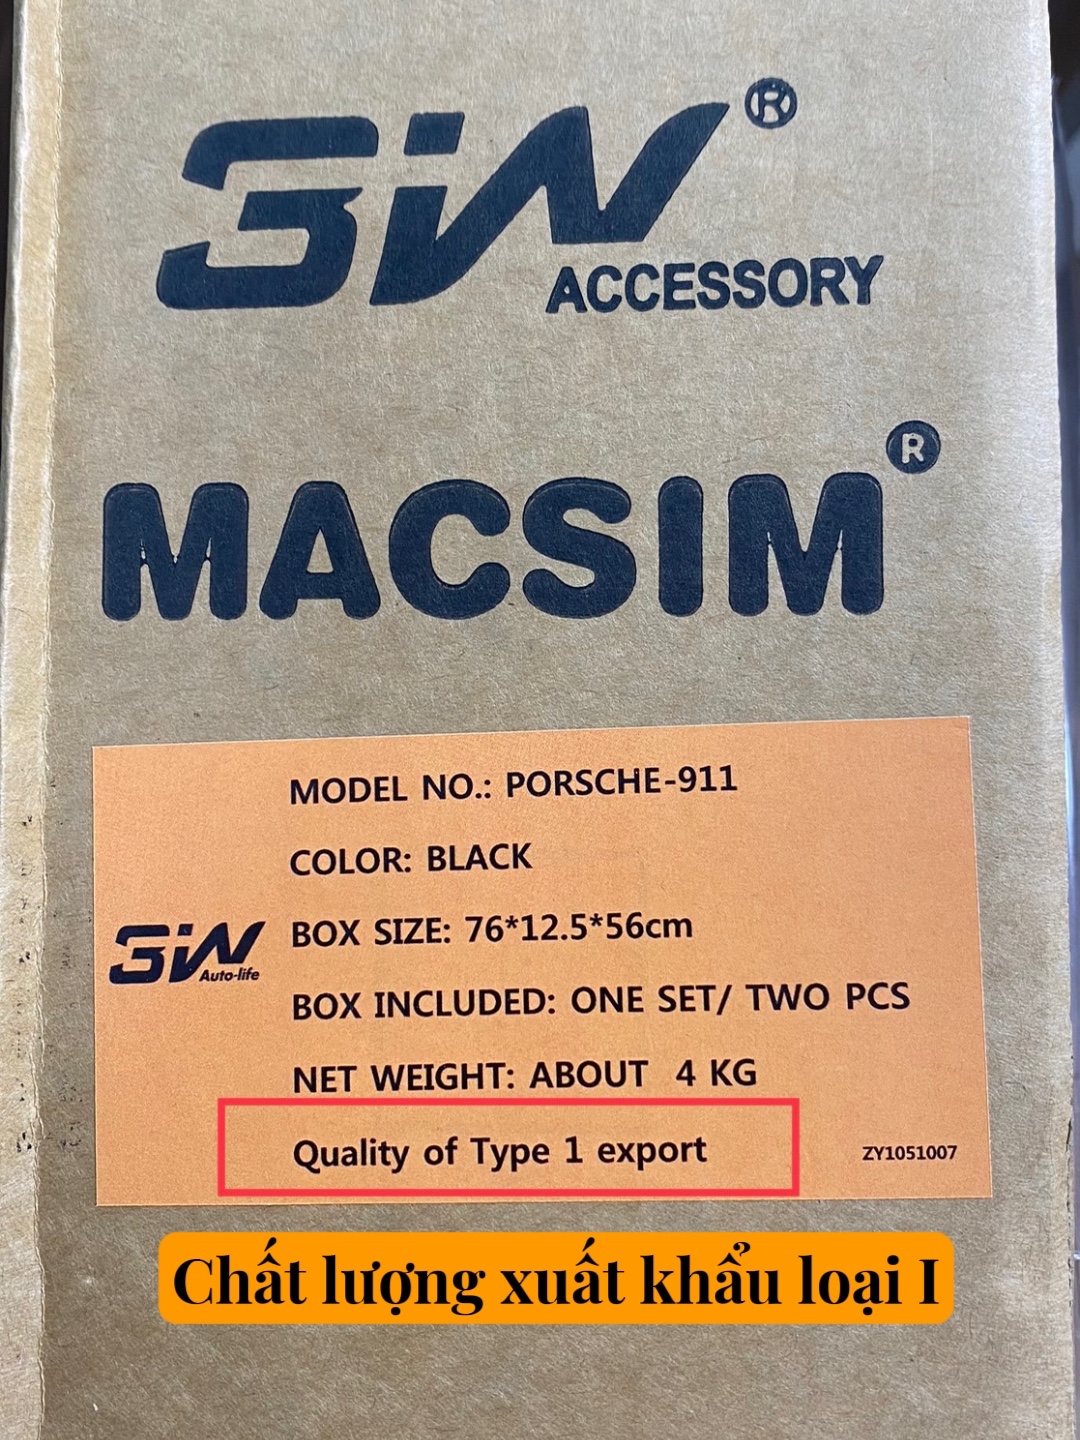 3W®
ACCESSORY
MACSIM®
MODEL NO.: PORSCHE-911
COLOR: BLACK
BOX SIZE: 76*12.5*56cm
3W
Auto-life
BOX INCLUDED: ONE SET/ TWO PCS
NET WEIGHT: ABOUT 4 KG
Quality of Type 1 export
ZY1051007
Chất lượng xuất khẩu loại I